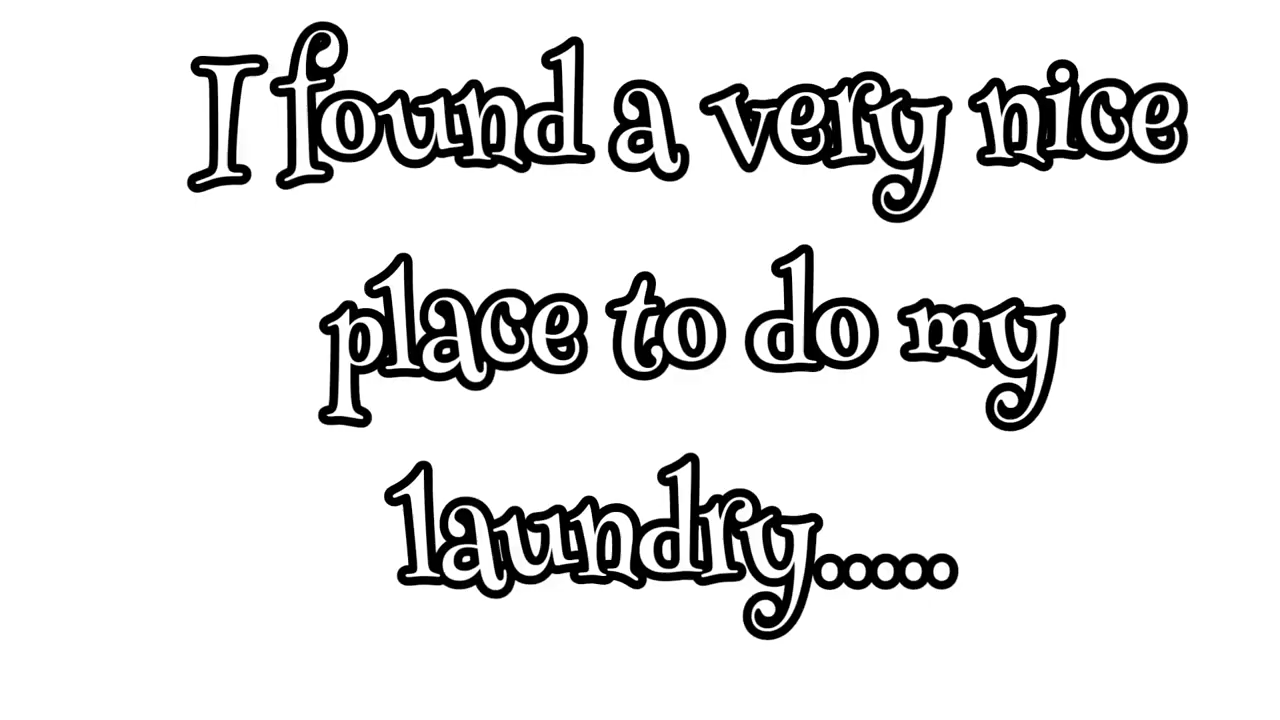 I found a very nice
place to do my
laundry.....